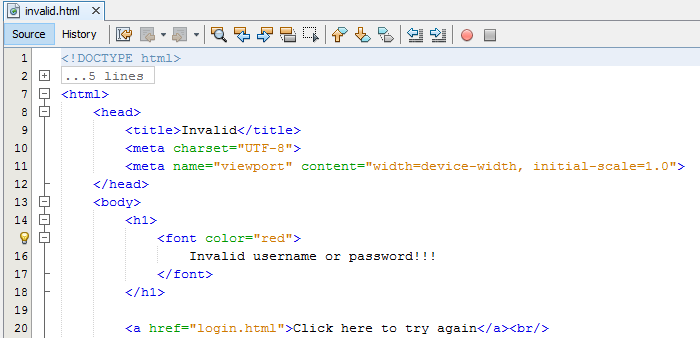 invalid.html
Source History
1 <!DOCTYPE html>
2 ...5 lines
7 <html>
8 <head>
9 <title>Invalid</title>
10 <meta charset="UTF-8">
11 <meta name="viewport" content="width=device-width, initial-scale=1.0">
12 </head>
13 <body>
14 <h1>
<font color="red">
16 Invalid username or password!!!
17 </font>
18 </h1>
19
20 <a href="login.html">Click here to try again</a><br/>